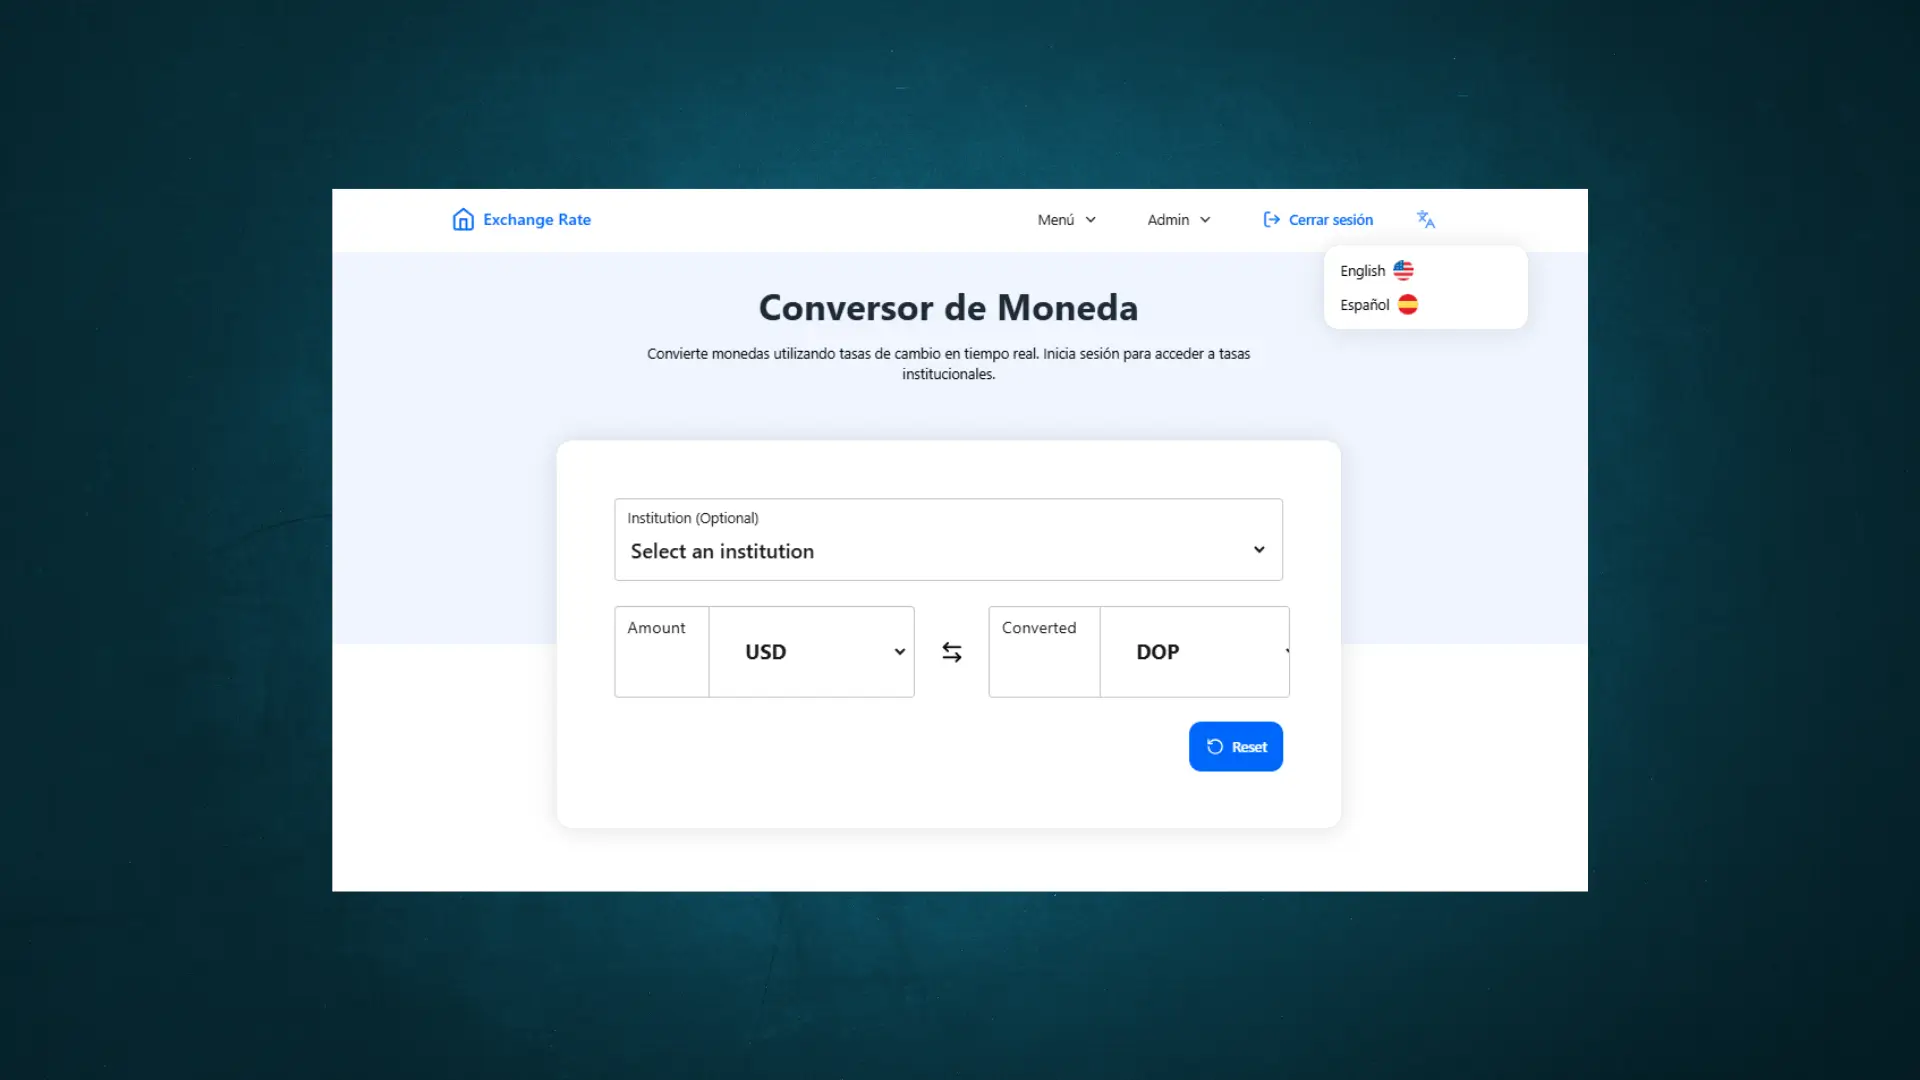 Exchange Rate
Menú
Admin
Cerrar sesión
English
Español
Conversor de Moneda
Convierte monedas utilizando tasas de cambio en tiempo real. Inicia sesión para acceder a tasas
institucionales.
Institution (Optional)
Select an institution
Amount
USD
Converted
DOP
Reset